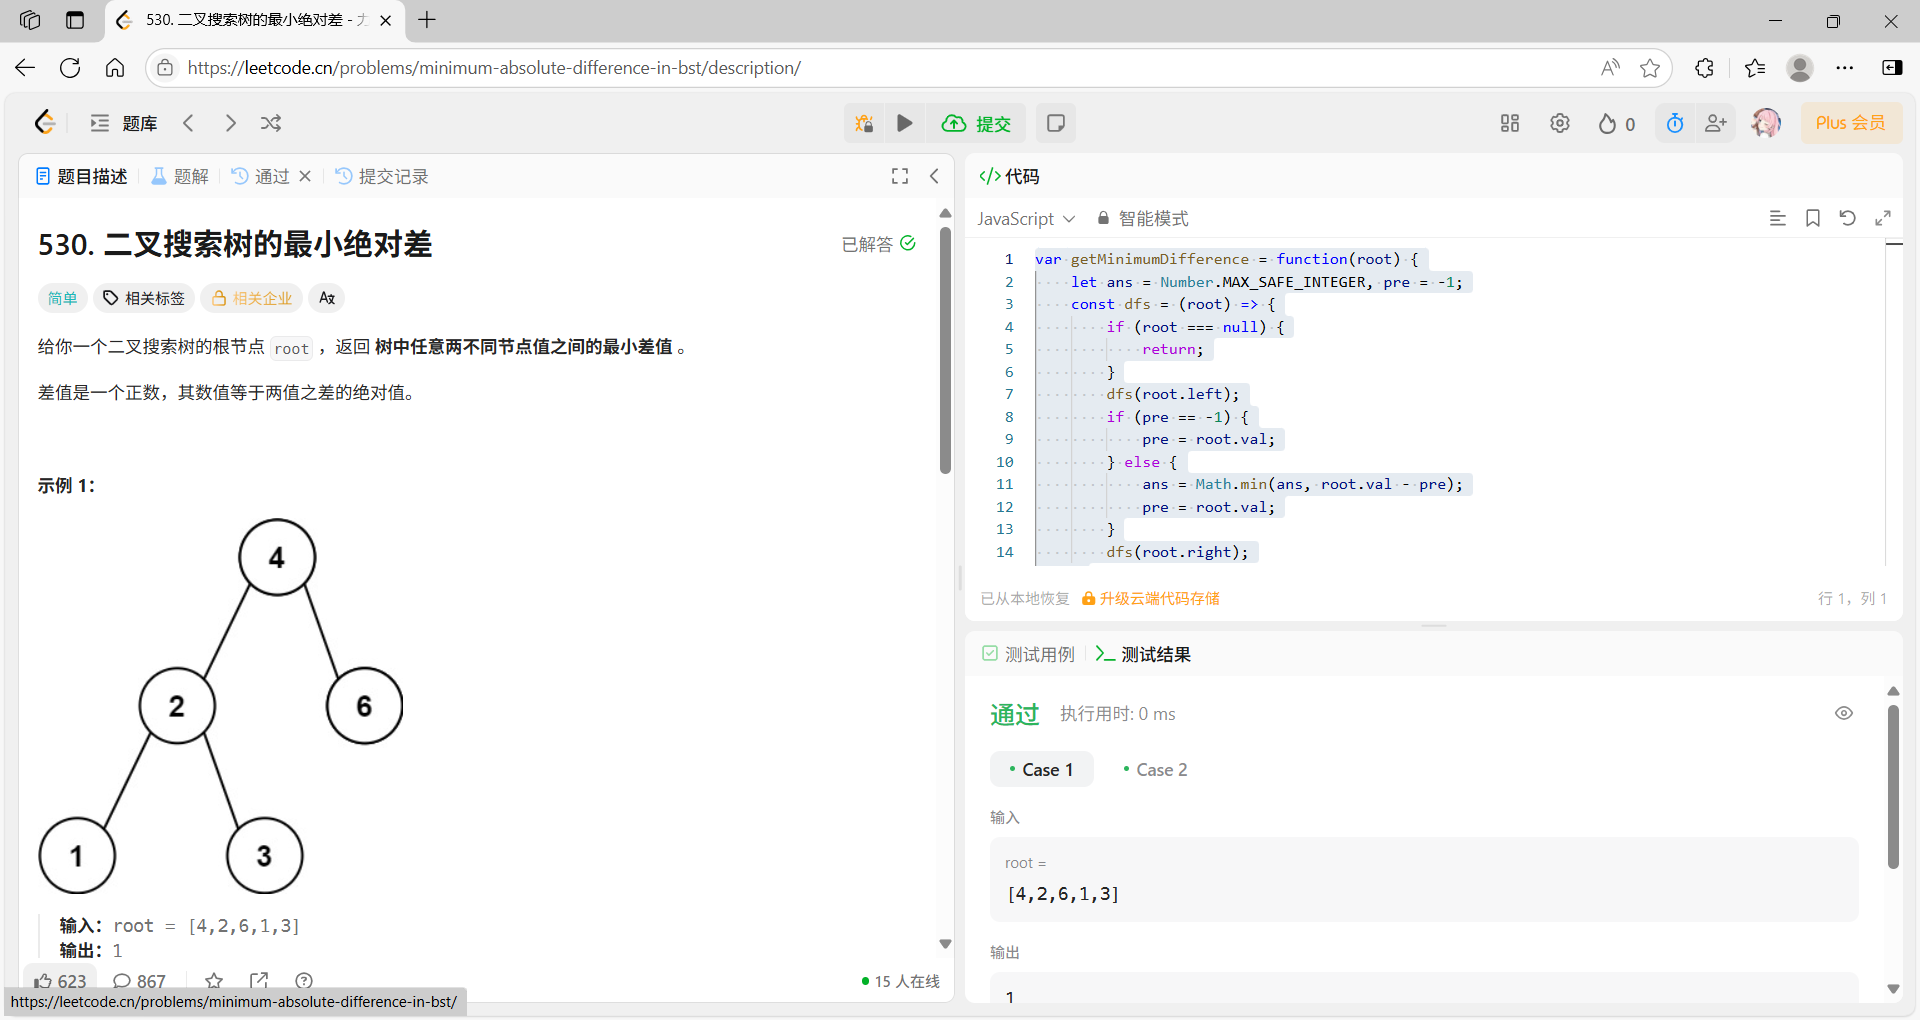 530. 二叉搜索树的最小绝对差 - 力
https://leetcode.cn/problems/minimum-absolute-difference-in-bst/description/
题库
提交
0
Plus 会员
题目描述
题解
通过
提交记录
530. 二叉搜索树的最小绝对差
已解答
简单
相关标签
相关企业
给你一个二叉搜索树的根节点 root ，返回 树中任意两不同节点值之间的最小差值 。
差值是一个正数，其数值等于两值之差的绝对值。
示例 1：
4
2
6
1
3
输入：root = [4,2,6,1,3]
输出：1
623
867
15 人在线
https://leetcode.cn/problems/minimum-absolute-difference-in-bst/
</>代码
JavaScript
智能模式
1 var getMinimumDifference = function(root) {
2     let ans = Number.MAX_SAFE_INTEGER, pre = -1;
3     const dfs = (root) => {
4         if (root === null) {
5             return;
6         }
7         dfs(root.left);
8         if (pre == -1) {
9             pre = root.val;
10         } else {
11             ans = Math.min(ans, root.val - pre);
12             pre = root.val;
13         }
14         dfs(root.right);
已从本地恢复
升级云端代码存储
行 1，列 1
测试用例
测试结果
通过
执行用时: 0 ms
Case 1
Case 2
输入
root =
[4,2,6,1,3]
输出
1